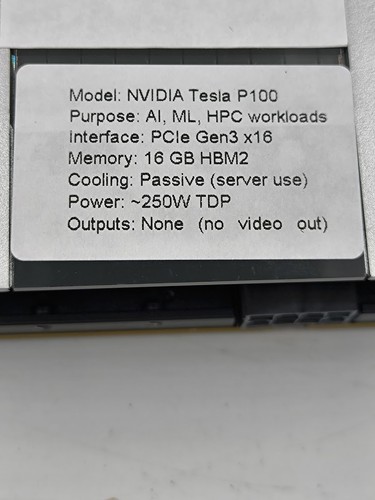 Model: NVIDIA Tesla P100
Purpose: AI, ML, HPC workloads
Interface: PCIe Gen3 x16
Memory: 16 GB HBM2
Cooling: Passive (server use)
Power: ~250W TDP
Outputs: None (no video out)